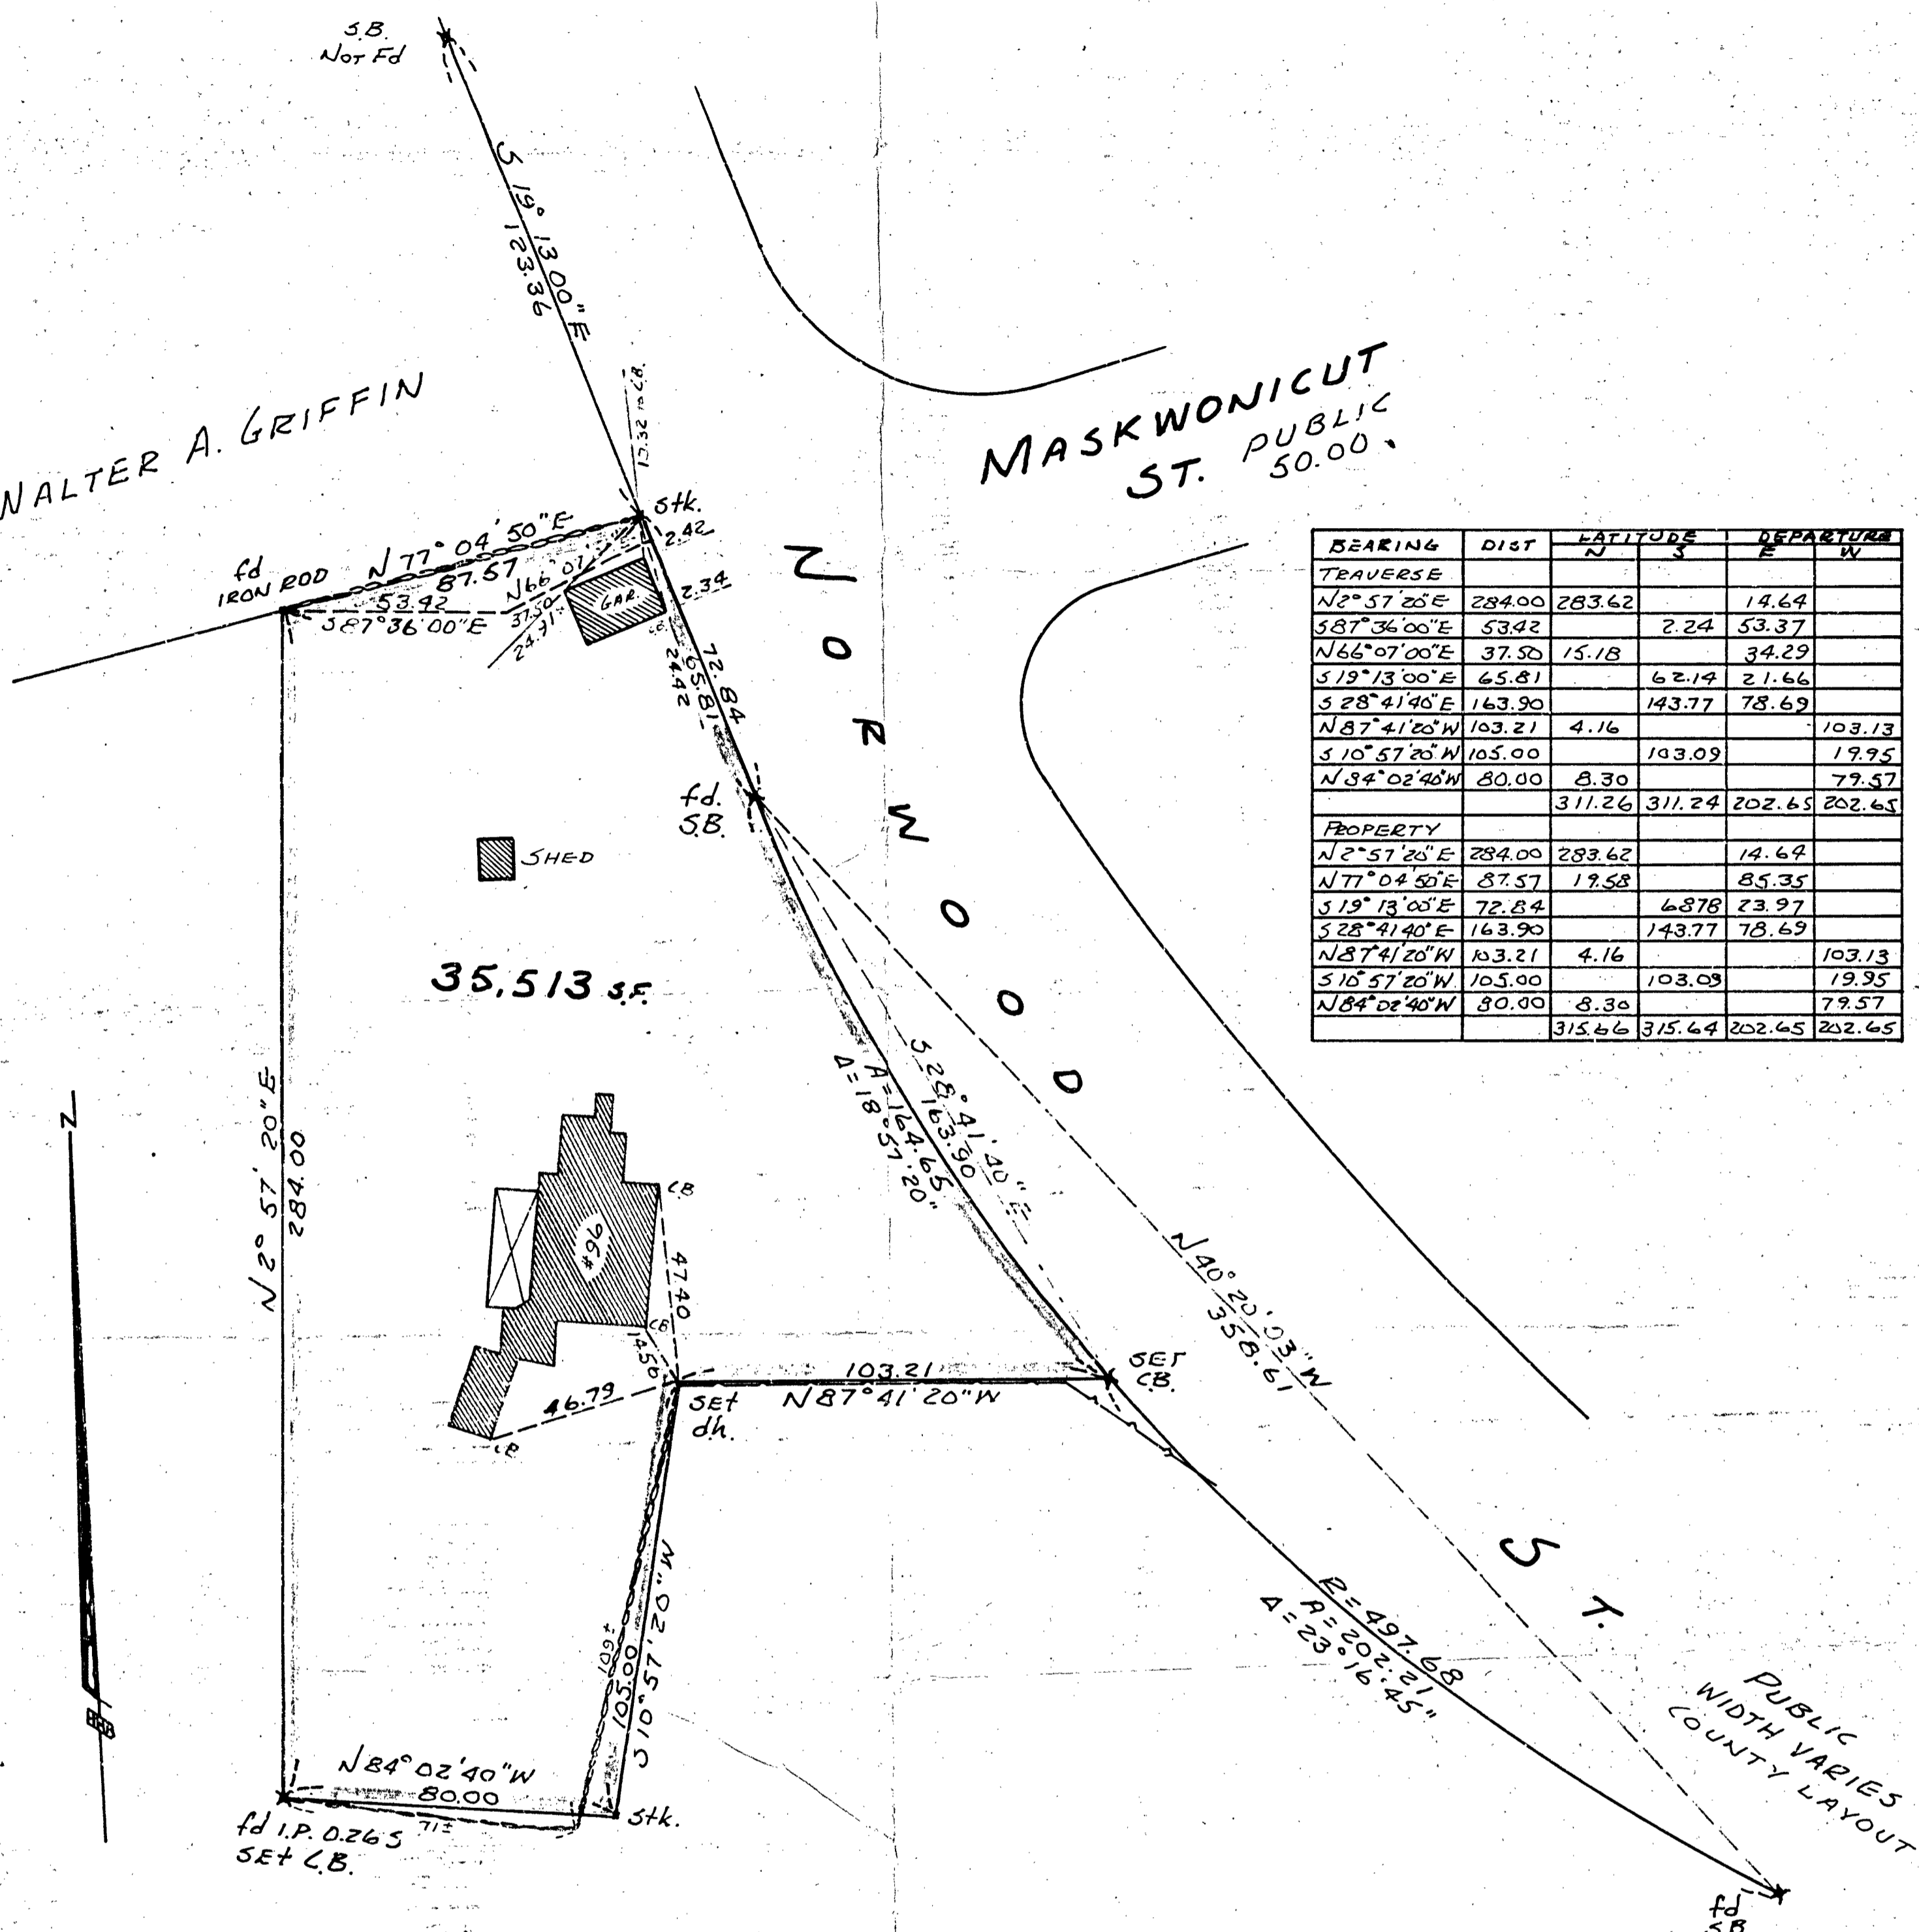 S.B.
Not Fd
S 19° 13' 00" E
123.36
WALTER A. GRIFFIN
13.32 to C.B.
MASKWONICUT
ST. PUBLIC
50.00
Stk.
2.42
N 77° 04' 50" E
87.57
fd
IRON ROD
53.42
S 87° 36' 00" E
N 66° 07'
37.50
24.71
GAR.
2.34
C.B.
72.84
65.81
24.42
fd.
S.B.
NORWOOD ST.
SHED
35,513 S.F.
N 2° 57' 20" E
284.00
N
S 28° 41' 40" E
163.90
A = 164.65
Δ = 18° 57' 20"
#96
C.B
47.40
C.B
14.56
46.79
C.B
103.21
N 87° 41' 20" W
SEt
dh.
SET
C.B.
N 40° 20' 03" W
358.61
R = 497.68
A = 202.21
Δ = 23° 16' 45"
109±
105.00
S 10° 57' 20" W
N 84° 02' 40" W
80.00
71±
Stk.
fd I.P. 0.26 S
SEt C.B.
PUBLIC
WIDTH VARIES
COUNTY LAYOUT
fd
S.B
BEARING DIST LATITUDE DEPARTURE
N S E W
TRAVERSE
N 2° 57' 20" E 284.00 283.62 14.64
S 87° 36' 00" E 53.42 2.24 53.37
N 66° 07' 00" E 37.50 15.18 34.29
S 19° 13' 00" E 65.81 62.14 21.66
S 28° 41' 40" E 163.90 143.77 78.69
N 87° 41' 20" W 103.21 4.16 103.13
S 10° 57' 20" W 105.00 103.09 19.95
N 84° 02' 40" W 80.00 8.30 79.57
311.26 311.24 202.65 202.65
PROPERTY
N 2° 57' 20" E 284.00 283.62 14.64
N 77° 04' 50" E 87.57 19.58 85.35
S 19° 13' 00" E 72.84 6878 23.97
S 28° 41' 40" E 163.90 143.77 78.69
N 87° 41' 20" W 103.21 4.16 103.13
S 10° 57' 20" W 105.00 103.09 19.95
N 84° 02' 40" W 80.00 8.30 79.57
315.66 315.64 202.65 202.65